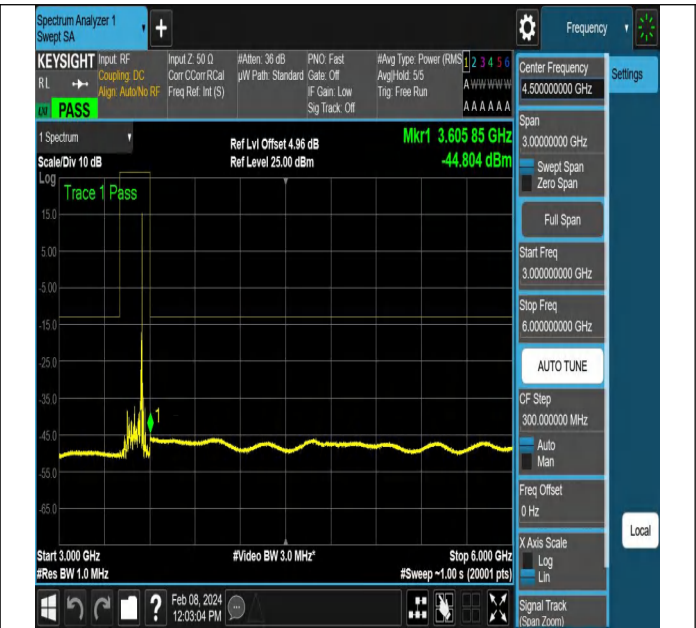 Spectrum Analyzer 1
Swept SA
+
Frequency
KEYSIGHT
RL
LXI
PASS
Input: RF
Coupling: DC
Align: Auto/No RF
Input Z: 50 Ω
Corr CCorr RCal
Freq Ref: Int (S)
#Atten: 36 dB
µW Path: Standard
PNO: Fast
Gate: Off
IF Gain: Low
Sig Track: Off
#Avg Type: Power (RMS
Avg|Hold: 5/5
Trig: Free Run
1 2 3 4 5 6
A W W W W W
A A A A A A
1 Spectrum
Scale/Div 10 dB
Log
Ref Lvl Offset 4.96 dB
Ref Level 25.00 dBm
Mkr1 3.605 85 GHz
-44.804 dBm
Trace 1 Pass
15.0
5.00
-5.00
-15.0
-25.0
-35.0
-45.0
-55.0
-65.0
1
Start 3.000 GHz
#Res BW 1.0 MHz
#Video BW 3.0 MHz*
Stop 6.000 GHz
#Sweep ~1.00 s (20001 pts)
?
Feb 08, 2024
12:03:04 PM
Center Frequency
4.500000000 GHz
Settings
Span
3.00000000 GHz
Swept Span
Zero Span
Full Span
Start Freq
3.000000000 GHz
Stop Freq
6.000000000 GHz
AUTO TUNE
CF Step
300.000000 MHz
Auto
Man
Freq Offset
0 Hz
X Axis Scale
Log
Lin
Local
Signal Track
(Span Zoom)